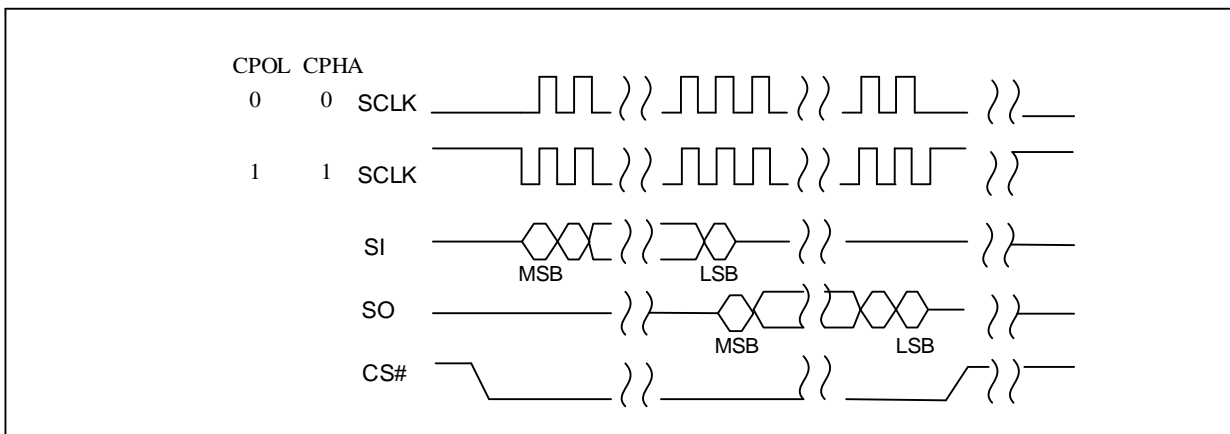 CPOL CPHA
0 0 SCLK
1 1 SCLK
SI
MSB LSB
SO
MSB LSB
CS#